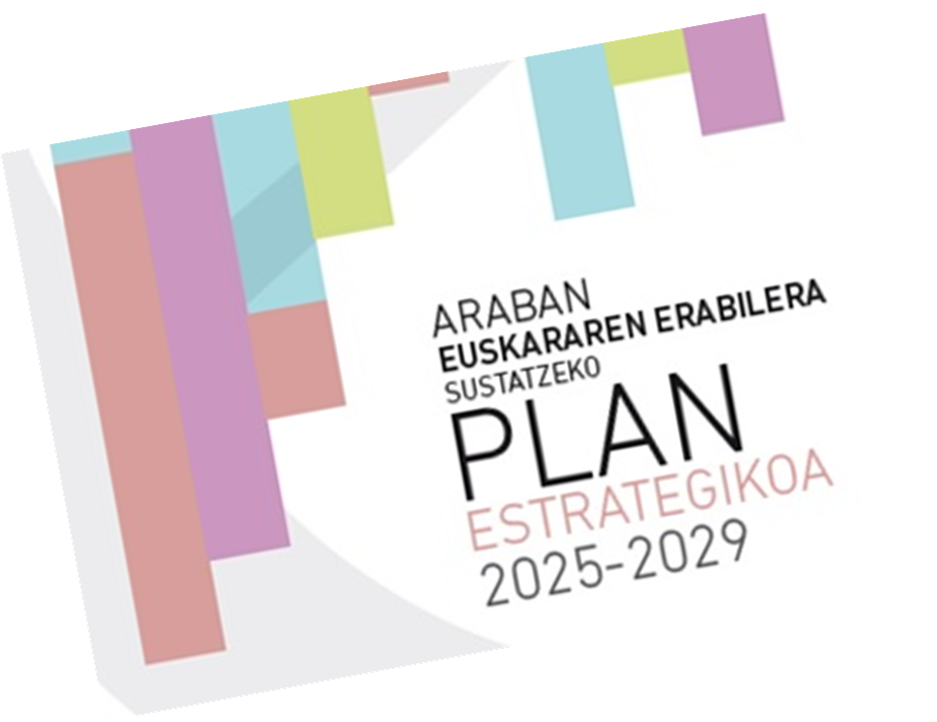 ARABAN
EUSKARAREN ERABILERA
SUSTATZEKO
PLAN
ESTRATEGIKOA
2025-2029